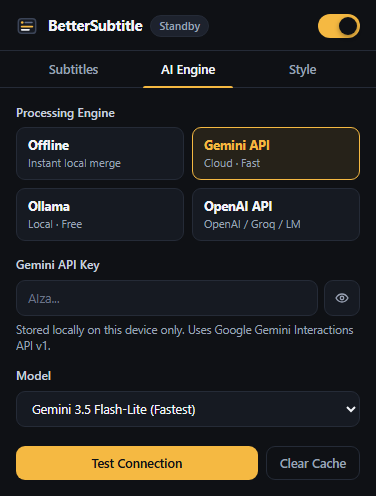 BetterSubtitle Standby
Subtitles AI Engine Style
Processing Engine
Offline
Instant local merge
Gemini API
Cloud · Fast
Ollama
Local · Free
OpenAI API
OpenAI / Groq / LM
Gemini API Key
AIza...
Stored locally on this device only. Uses Google Gemini Interactions
API v1.
Model
Gemini 3.5 Flash-Lite (Fastest)
Test Connection Clear Cache